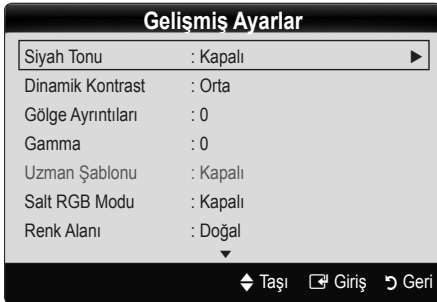 Gelişmiş Ayarlar
Siyah Tonu : Kapalı ►
Dinamik Kontrast : Orta
Gölge Ayrıntıları : 0
Gamma : 0
Uzman Şablonu : Kapalı
Salt RGB Modu : Kapalı
Renk Alanı : Doğal
▼
Taşı Giriş Geri